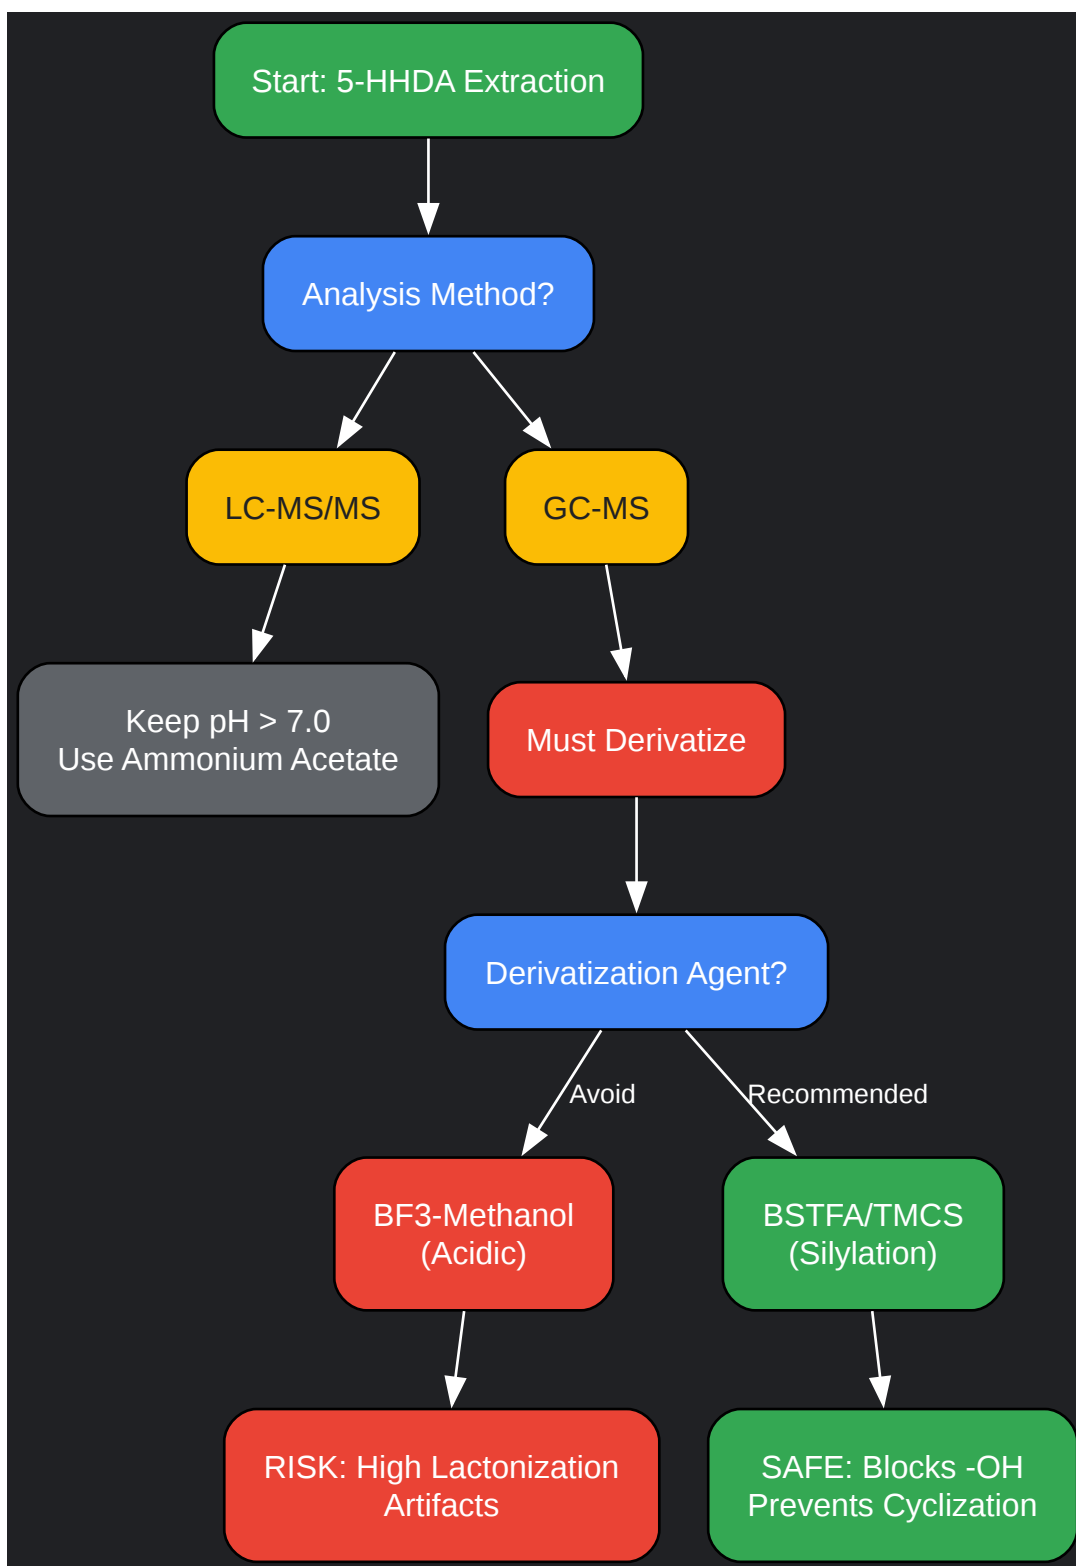 Start: 5-HHDA Extraction
Analysis Method?
LC-MS/MS
GC-MS
Keep pH > 7.0
Use Ammonium Acetate
Must Derivatize
Derivatization Agent?
Avoid
Recommended
BF3-Methanol
(Acidic)
BSTFA/TMCS
(Silylation)
RISK: High Lactonization
Artifacts
SAFE: Blocks -OH
Prevents Cyclization